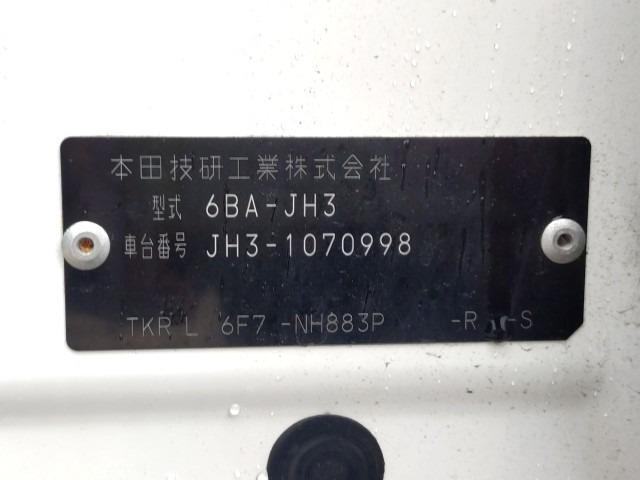 本田技研工業株式会社
型式 6BA-JH3
車台番号 JH3-1070998
TKR L 6F7 -NH883P -R -S